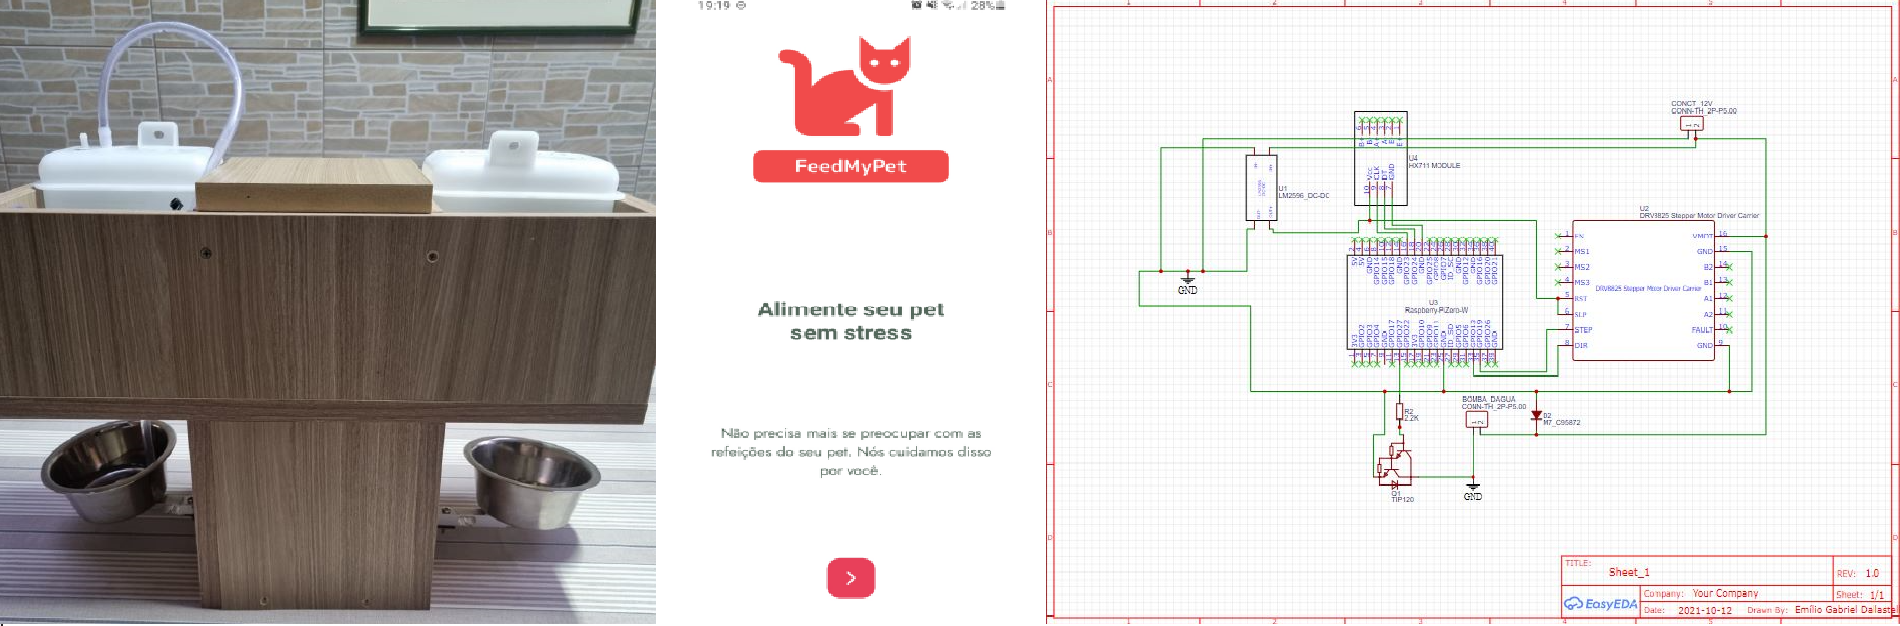 19:19
28%
FeedMyPet
Alimente seu pet
sem stress
Não precisa mais se preocupar com as
refeições do seu pet. Nós cuidamos disso
por você.
CONCT_12V
CONN-TH_2P-P5.00
U4
HX711 MODULE
U1
LM2596_DC-DC
GND
U2
DRV8825 Stepper Motor Driver Carrier
EN
MS1
MS2
MS3
RST
SLP
STEP
DIR
VMOT
GND
B2
B1
A1
A2
FAULT
GND
DRV8825 Stepper Motor Driver Carrier
U3
Raspberry-PiZero-W
R2
2.2K
BOMBA_DAGUA
CONN-TH_2P-P5.00
D2
M7_C95872
Q1
TIP120
GND
TITLE:
Sheet_1
REV: 1.0
EasyEDA
Company: Your Company
Sheet: 1/1
Date: 2021-10-12 Drawn By: Emílio Gabriel